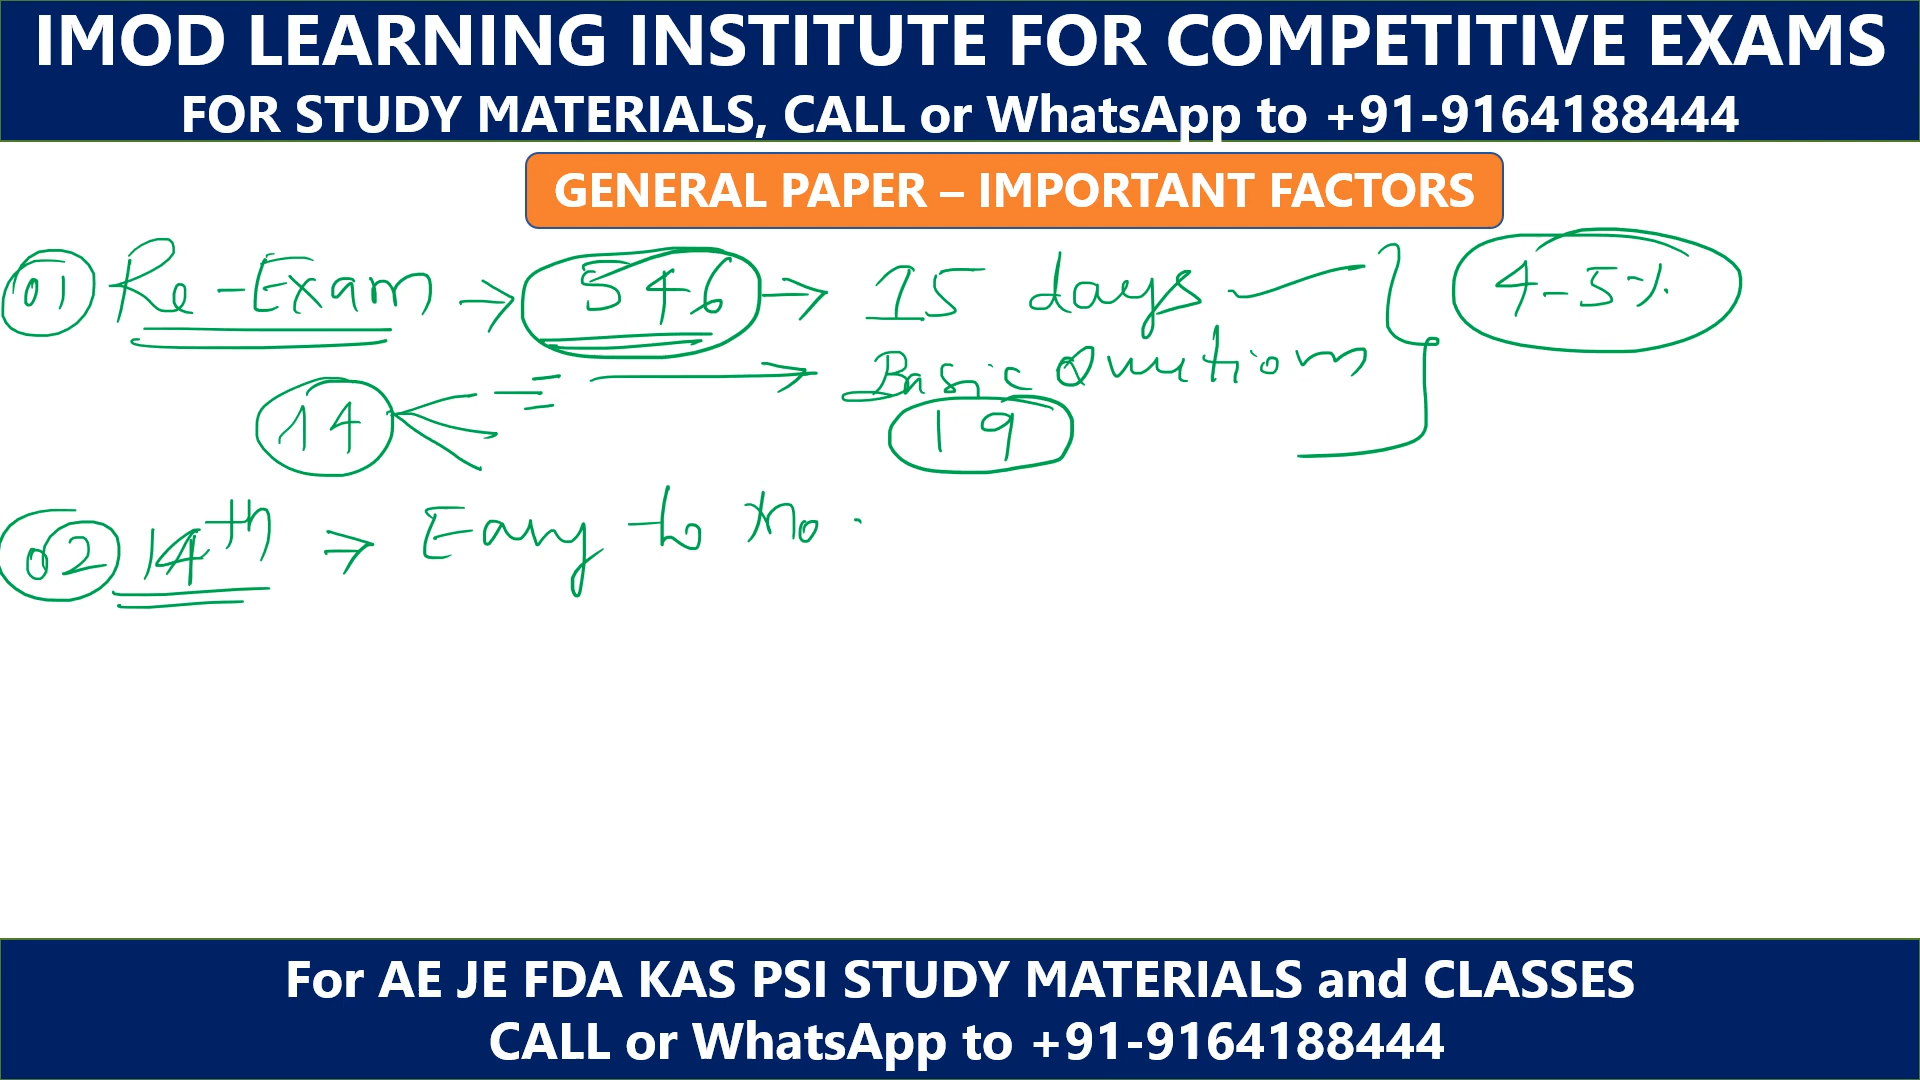 IMOD LEARNING INSTITUTE FOR COMPETITIVE EXAMS
FOR STUDY MATERIALS, CALL or WhatsApp to +91-9164188444
GENERAL PAPER – IMPORTANT FACTORS
01 Re-Exam → 546 → 15 days 4-5%
→ Basic Questions
14 19
02 14th → Easy to mo
For AE JE FDA KAS PSI STUDY MATERIALS and CLASSES
CALL or WhatsApp to +91-9164188444